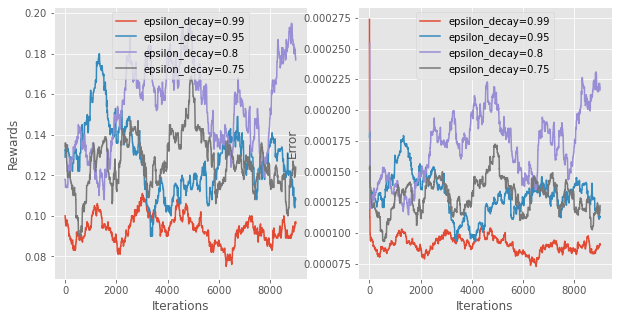 epsilon_decay=0.99
epsilon_decay=0.95
epsilon_decay=0.8
epsilon_decay=0.75
0.20
0.18
0.16
0.14
0.12
0.10
0.08
Rewards
0 2000 4000 6000 8000
Iterations
epsilon_decay=0.99
epsilon_decay=0.95
epsilon_decay=0.8
epsilon_decay=0.75
0.000275
0.000250
0.000225
0.000200
0.000175
0.000150
0.000125
0.000100
0.000075
Error
0 2000 4000 6000 8000
Iterations